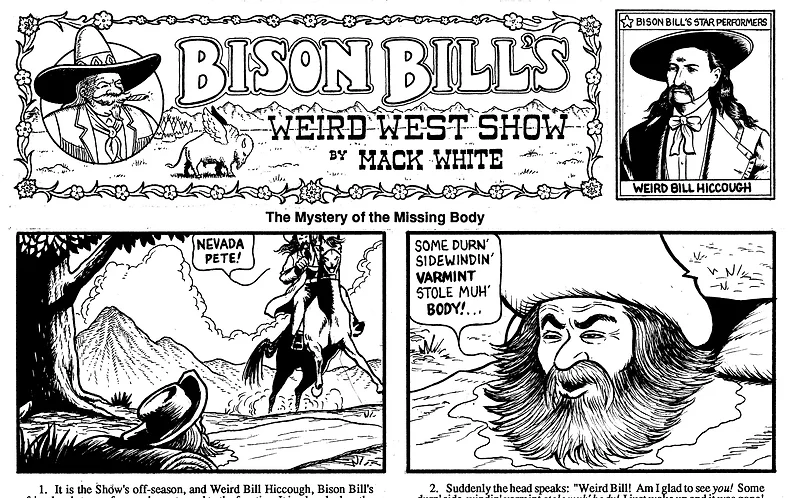 BISON BILL'S
WEIRD WEST SHOW
BY MACK WHITE
BISON BILL'S STAR PERFORMERS
WEIRD BILL HICCOUGH
The Mystery of the Missing Body
NEVADA
PETE!
SOME DURN'
SIDEWINDIN'
VARMINT
STOLE MUH'
BODY!...
1. It is the Show's off-season, and Weird Bill Hiccough, Bison Bill's
2. Suddenly the head speaks: "Weird Bill! Am I glad to see you! Some